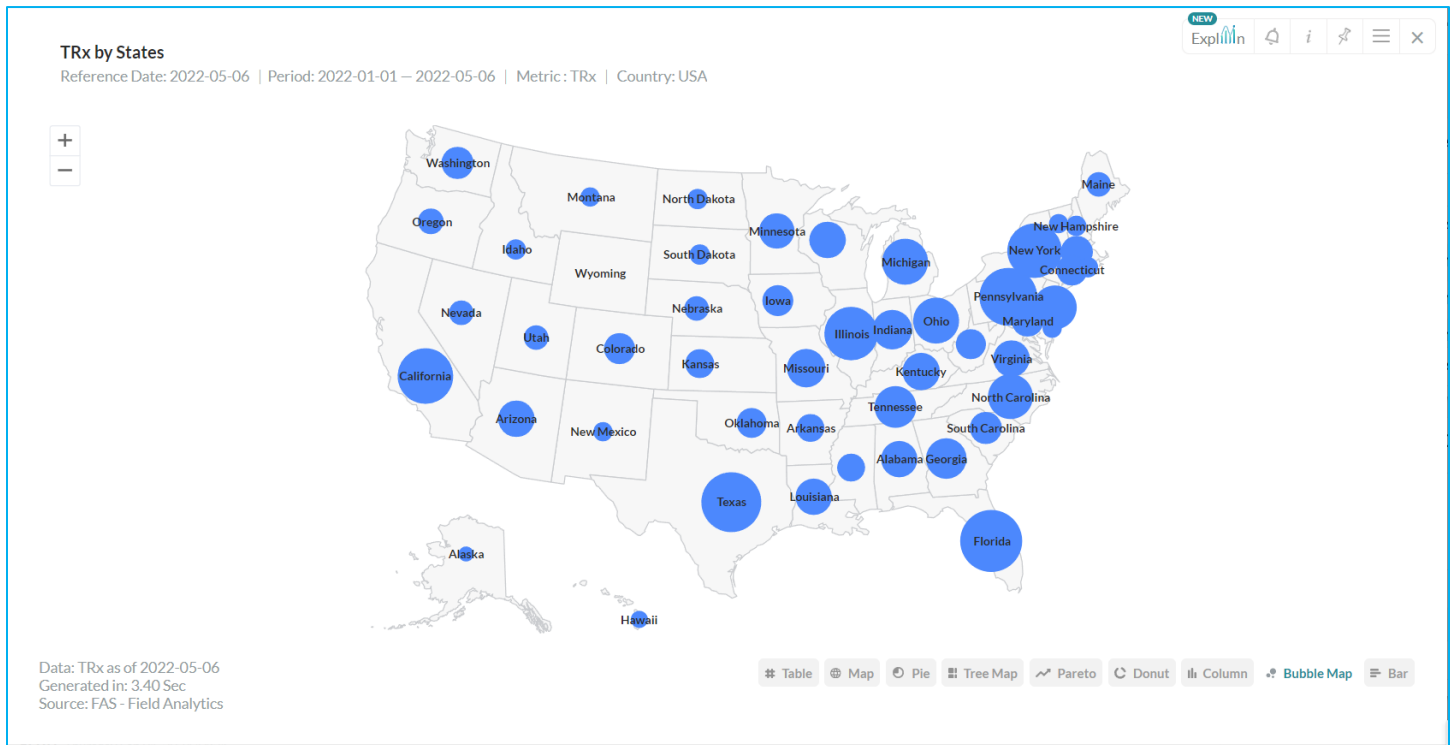 NEW
Explain
TRx by States
Reference Date: 2022-05-06 | Period: 2022-01-01 — 2022-05-06 | Metric : TRx | Country: USA
+
−
Washington
Montana
North Dakota
Minnesota
Maine
Oregon
Idaho
South Dakota
Michigan
New York
New Hampshire
Wyoming
Connecticut
Nevada
Nebraska
Iowa
Pennsylvania
Utah
Colorado
Illinois
Indiana
Ohio
Maryland
California
Kansas
Missouri
Kentucky
Virginia
Arizona
New Mexico
Oklahoma
Arkansas
Tennessee
North Carolina
South Carolina
Texas
Louisiana
Alabama
Georgia
Florida
Alaska
Hawaii
Data: TRx as of 2022-05-06
Generated in: 3.40 Sec
Source: FAS - Field Analytics
Table Map Pie Tree Map Pareto Donut Column Bubble Map Bar